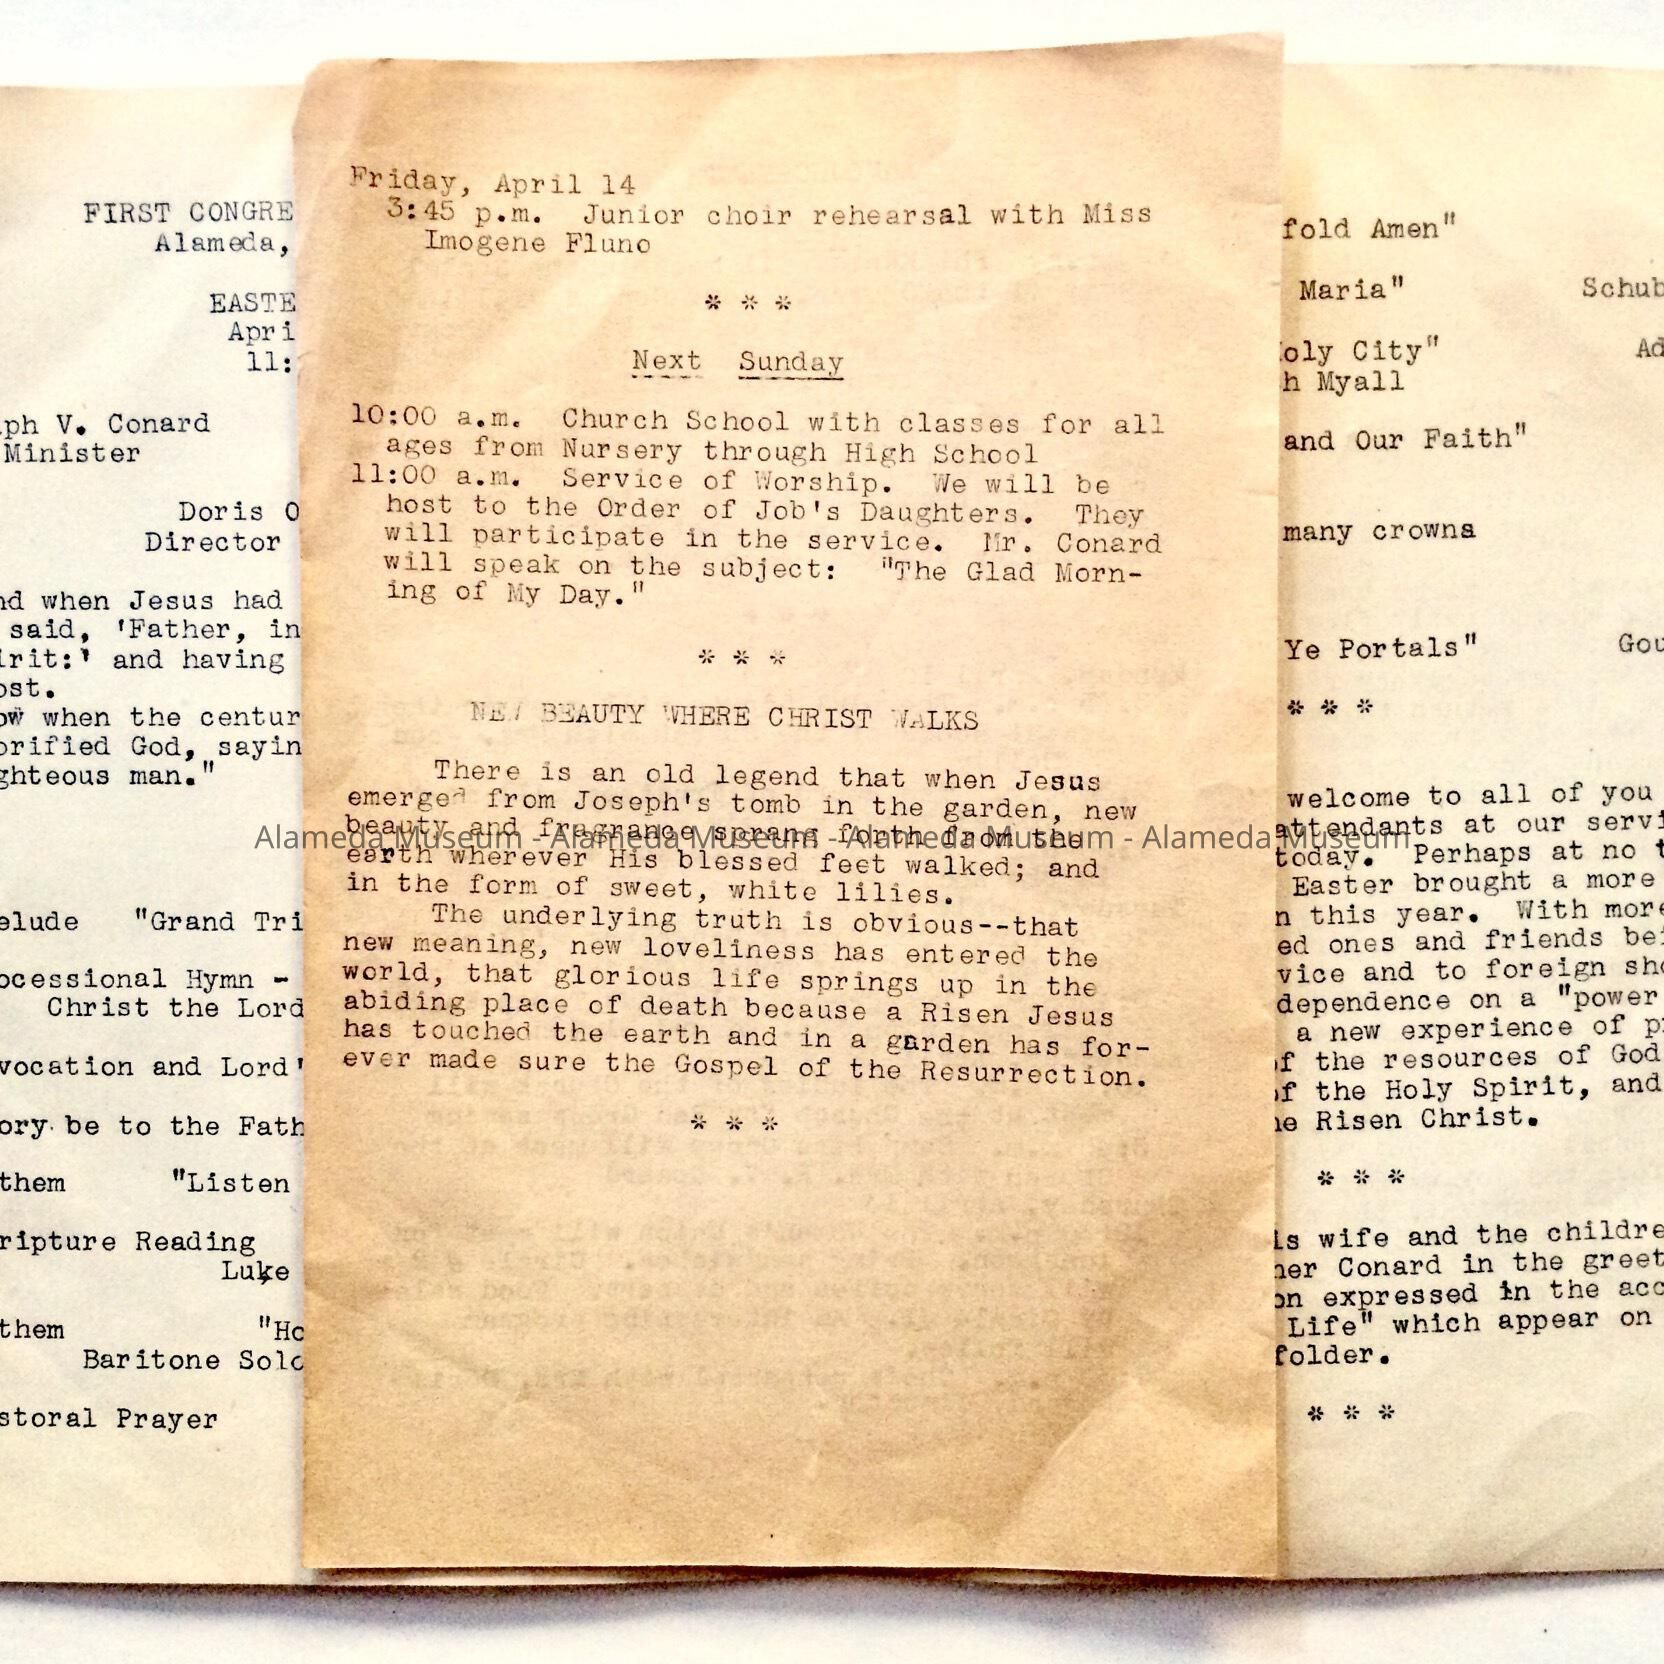 FIRST CONGRE
Alameda,
EASTE
Apri
11:
ph V. Conard
Minister
Doris O
Director
nd when Jesus had
said, 'Father, in
irit:' and having
ost.
ow when the centur
orified God, sayin
ghteous man."
elude "Grand Tri
ocessional Hymn -
Christ the Lord
vocation and Lord'
ory be to the Fath
them "Listen
ripture Reading
Luke
them "Ho
Baritone Solo
storal Prayer
Friday, April 14
3:45 p.m. Junior choir rehearsal with Miss
Imogene Fluno
* * *
Next Sunday
10:00 a.m. Church School with classes for all
ages from Nursery through High School
11:00 a.m. Service of Worship. We will be
host to the Order of Job's Daughters. They
will participate in the service. Mr. Conard
will speak on the subject: "The Glad Morn-
ing of My Day."
* * *
NEW BEAUTY WHERE CHRIST WALKS
There is an old legend that when Jesus
emerged from Joseph's tomb in the garden, new
beauty and fragrance sprang forth from the
earth wherever His blessed feet walked; and
in the form of sweet, white lilies.
The underlying truth is obvious--that
new meaning, new loveliness has entered the
world, that glorious life springs up in the
abiding place of death because a Risen Jesus
has touched the earth and in a garden has for-
ever made sure the Gospel of the Resurrection.
* * *
fold Amen"
Maria" Schub
oly City" Ad
h Myall
and Our Faith"
many crowns
Ye Portals" Gou
* * *
welcome to all of you
attendants at our servi
today. Perhaps at no t
Easter brought a more
n this year. With more
ed ones and friends bei
vice and to foreign sho
dependence on a "power
a new experience of pr
of the resources of God
of the Holy Spirit, and
he Risen Christ.
* * *
is wife and the childre
her Conard in the greet
on expressed in the acc
Life" which appear on
folder.
* * *
Alameda Museum - Alameda Museum - Alameda Museum - Alameda Museum